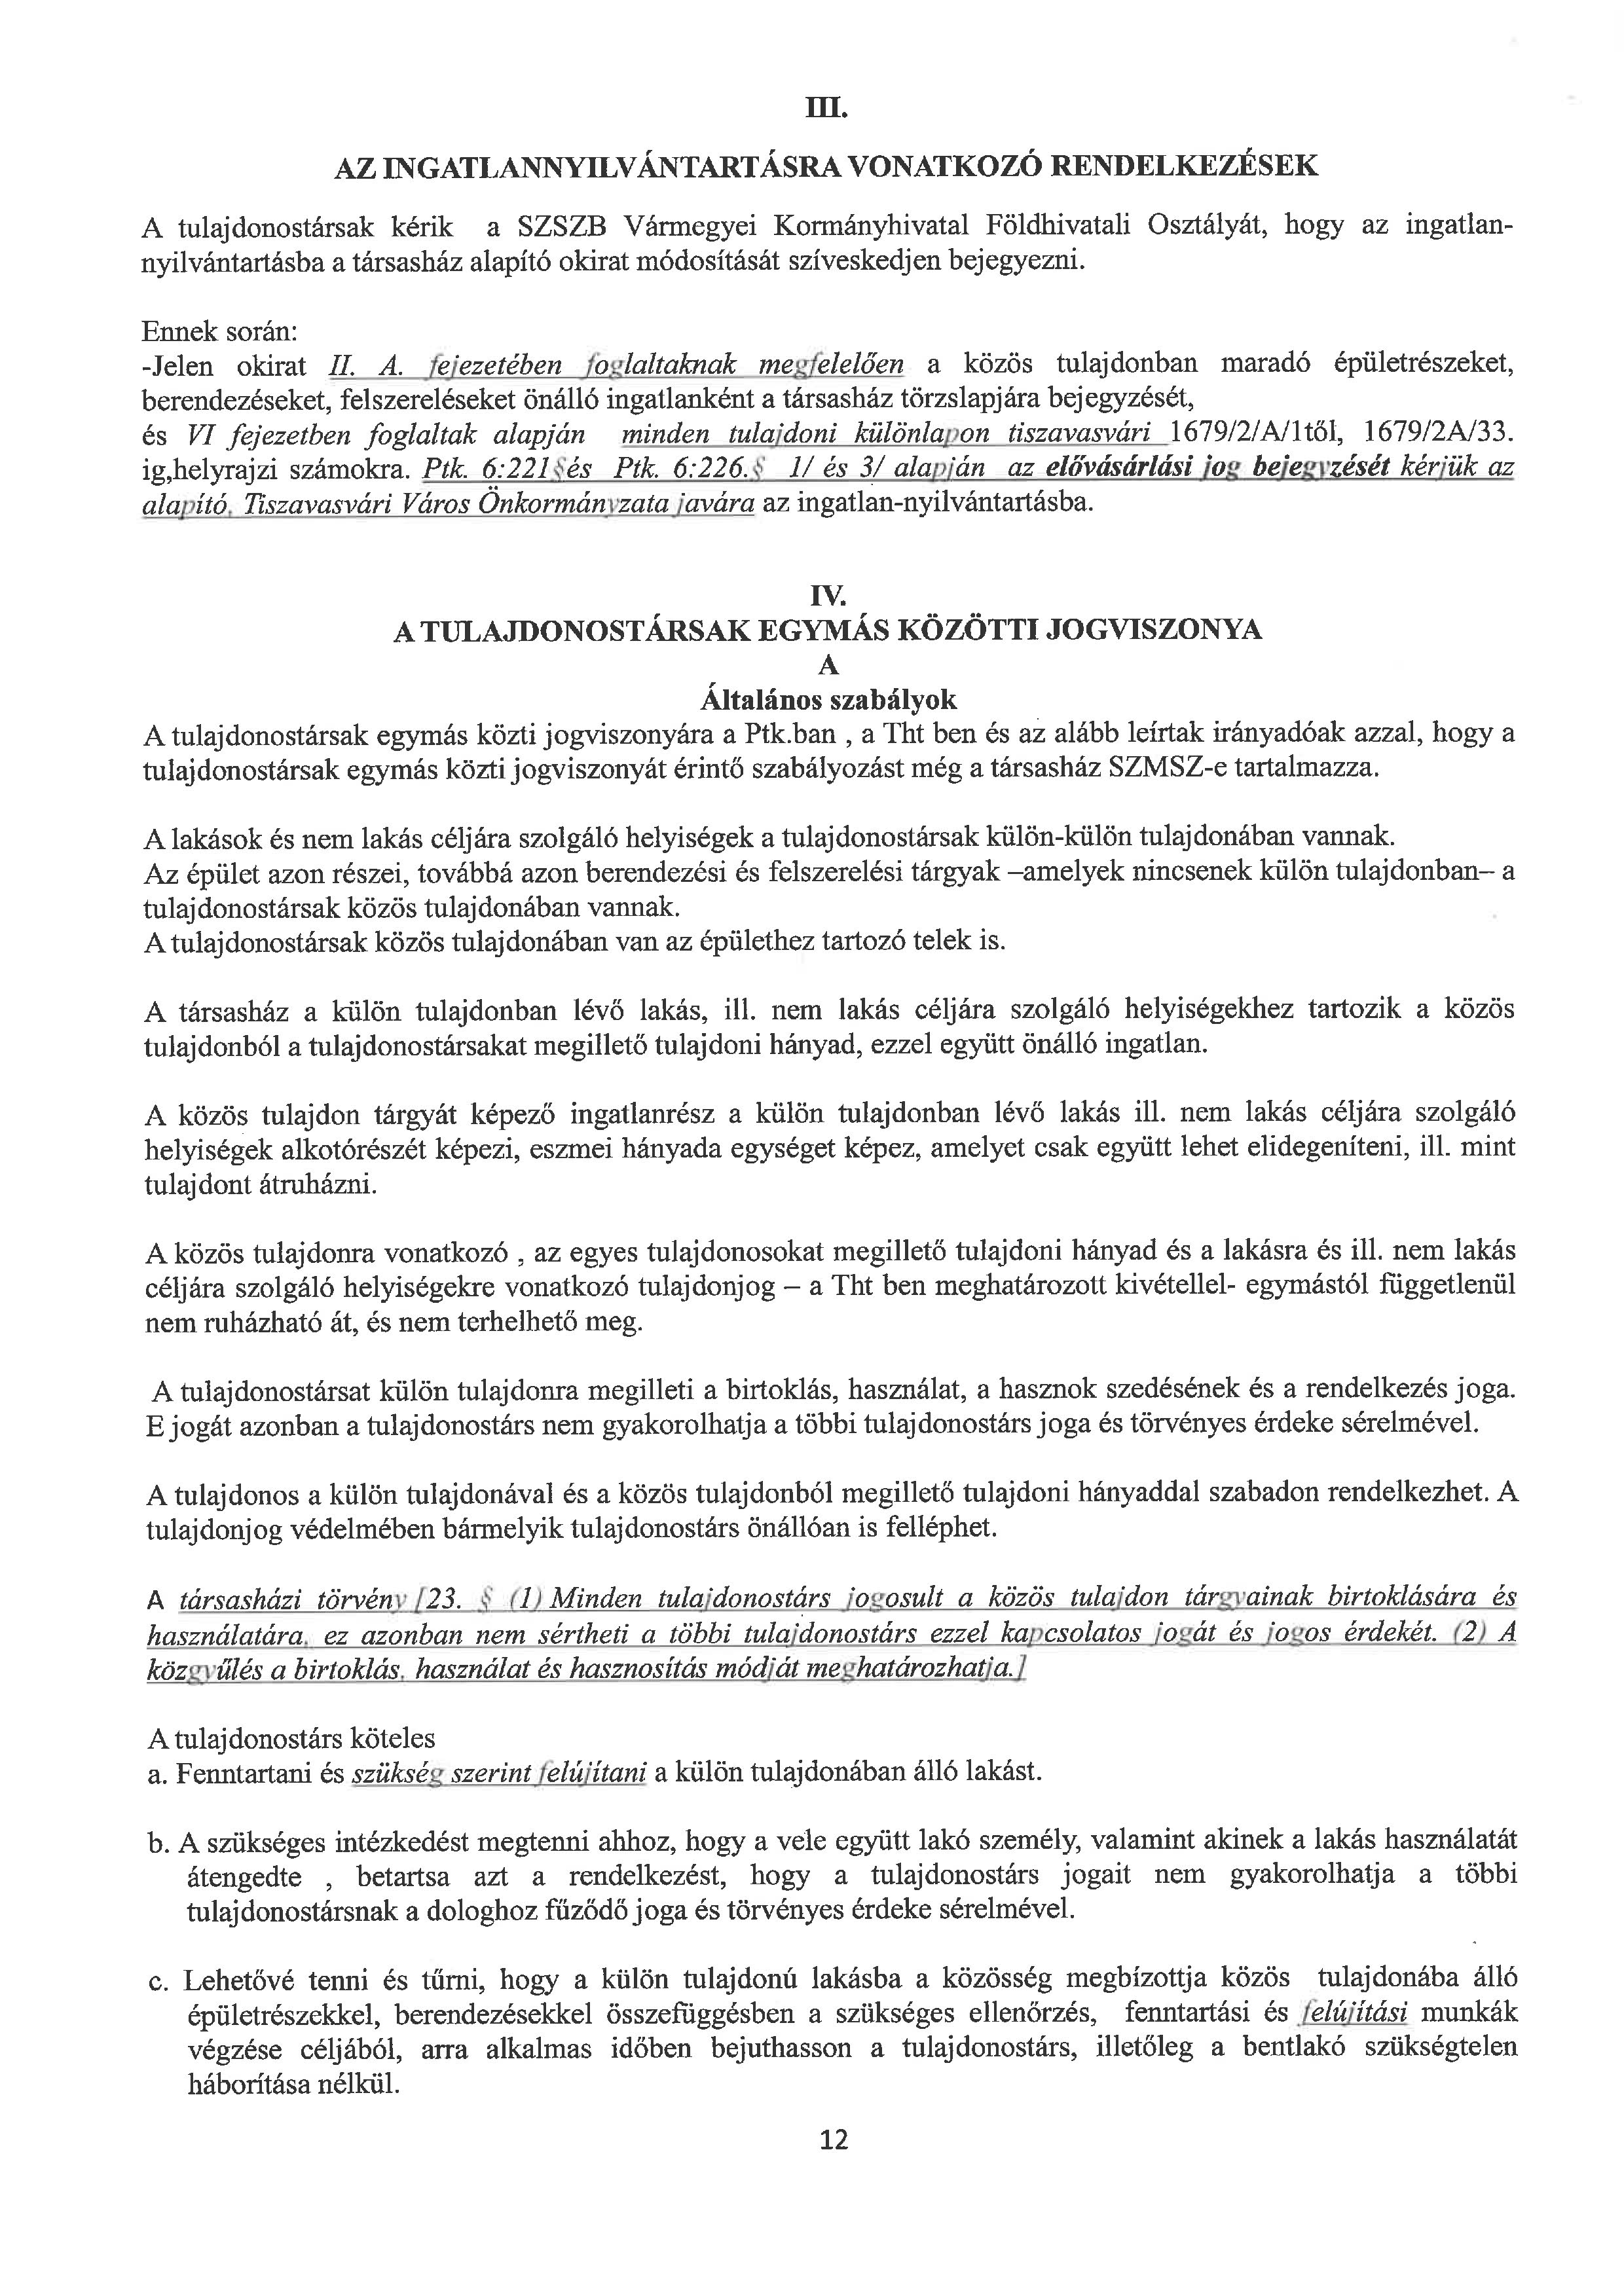 III.
AZ INGATLANNYILVÁNTARTÁSRA VONATKOZÓ RENDELKEZÉSEK
A tulajdonostársak kérik a SZSZB Vármegyei Kormányhivatal Földhivatali Osztályát, hogy az ingatlan-
nyilvántartásba a társasház alapító okirat módosítását szíveskedjen bejegyezni.
Ennek során:
-Jelen okirat II. A. fejezetében foglaltaknak megfelelően a közös tulajdonban maradó épületrészeket,
berendezéseket, felszereléseket önálló ingatlanként a társasház törzslapjára bejegyzését,
és VI fejezetben foglaltak alapján minden tulajdoni különlapon tiszavasvári 1679/2/A/1től, 1679/2A/33.
ig,helyrajzi számokra. Ptk. 6:221§és Ptk. 6:226.§ 1/ és 3/ alapján az elővásárlási jog bejegyzését kérjük az
alapító, Tiszavasvári Város Önkormányzata javára az ingatlan-nyilvántartásba.
IV.
A TULAJDONOSTÁRSAK EGYMÁS KÖZÖTTI JOGVISZONYA
A
Általános szabályok
A tulajdonostársak egymás közti jogviszonyára a Ptk.ban , a Tht ben és az alább leírtak irányadóak azzal, hogy a
tulajdonostársak egymás közti jogviszonyát érintő szabályozást még a társasház SZMSZ-e tartalmazza.
A lakások és nem lakás céljára szolgáló helyiségek a tulajdonostársak külön-külön tulajdonában vannak.
Az épület azon részei, továbbá azon berendezési és felszerelési tárgyak –amelyek nincsenek külön tulajdonban– a
tulajdonostársak közös tulajdonában vannak.
A tulajdonostársak közös tulajdonában van az épülethez tartozó telek is.
A társasház a külön tulajdonban lévő lakás, ill. nem lakás céljára szolgáló helyiségekhez tartozik a közös
tulajdonból a tulajdonostársakat megillető tulajdoni hányad, ezzel együtt önálló ingatlan.
A közös tulajdon tárgyát képező ingatlanrész a külön tulajdonban lévő lakás ill. nem lakás céljára szolgáló
helyiségek alkotórészét képezi, eszmei hányada egységet képez, amelyet csak együtt lehet elidegeníteni, ill. mint
tulajdont átruházni.
A közös tulajdonra vonatkozó , az egyes tulajdonosokat megillető tulajdoni hányad és a lakásra és ill. nem lakás
céljára szolgáló helyiségekre vonatkozó tulajdonjog – a Tht ben meghatározott kivétellel- egymástól függetlenül
nem ruházható át, és nem terhelhető meg.
A tulajdonostársat külön tulajdonra megilleti a birtoklás, használat, a hasznok szedésének és a rendelkezés joga.
E jogát azonban a tulajdonostárs nem gyakorolhatja a többi tulajdonostárs joga és törvényes érdeke sérelmével.
A tulajdonos a külön tulajdonával és a közös tulajdonból megillető tulajdoni hányaddal szabadon rendelkezhet. A
tulajdonjog védelmében bármelyik tulajdonostárs önállóan is felléphet.
A társasházi törvény [23. § (1) Minden tulajdonostárs jogosult a közös tulajdon tárgyainak birtoklására és
használatára, ez azonban nem sértheti a többi tulajdonostárs ezzel kapcsolatos jogát és jogos érdekét. (2) A
közgyűlés a birtoklás, használat és hasznosítás módját meghatározhatja.]
A tulajdonostárs köteles
a. Fenntartani és szükség szerint felújítani a külön tulajdonában álló lakást.
b. A szükséges intézkedést megtenni ahhoz, hogy a vele együtt lakó személy, valamint akinek a lakás használatát
átengedte , betartsa azt a rendelkezést, hogy a tulajdonostárs jogait nem gyakorolhatja a többi
tulajdonostársnak a dologhoz fűződő joga és törvényes érdeke sérelmével.
c. Lehetővé tenni és tűrni, hogy a külön tulajdonú lakásba a közösség megbízottja közös tulajdonába álló
épületrészekkel, berendezésekkel összefüggésben a szükséges ellenőrzés, fenntartási és felújítási munkák
végzése céljából, arra alkalmas időben bejuthasson a tulajdonostárs, illetőleg a bentlakó szükségtelen
háborítása nélkül.
12